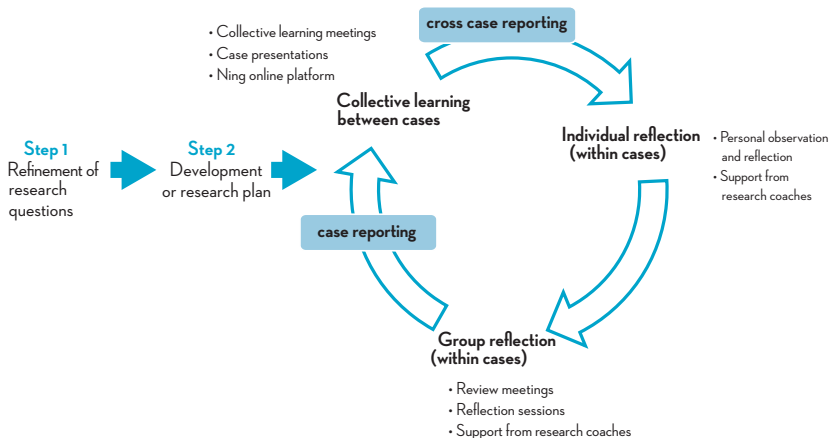 cross case reporting
• Collective learning meetings
• Case presentations
• Ning online platform
Collective learning
between cases
Individual reflection
(within cases)
• Personal observation
and reflection
• Support from
research coaches
Step 1
Refinement of
research
questions
Step 2
Development
or research plan
case reporting
Group reflection
(within cases)
• Review meetings
• Reflection sessions
• Support from research coaches